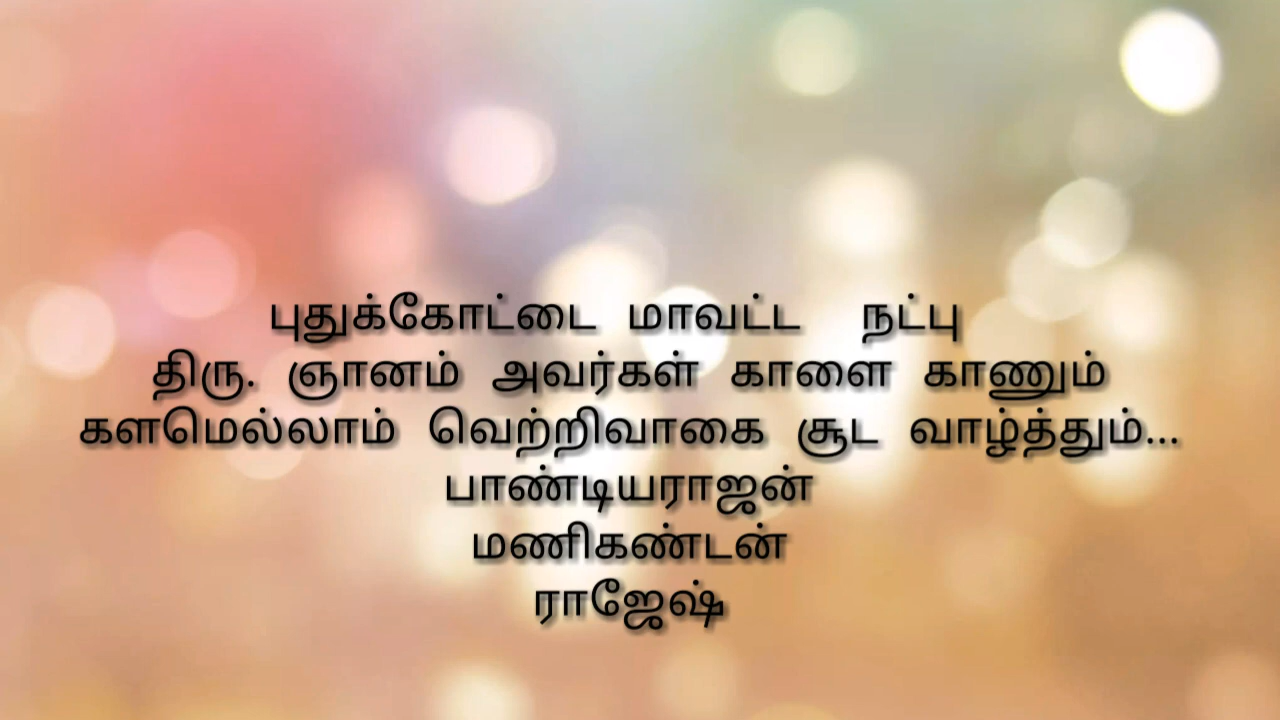 புதுக்கோட்டை மாவட்ட நட்பு
திரு. ஞானம் அவர்கள் காளை காணும்
களமெல்லாம் வெற்றிவாகை சூட வாழ்த்தும்...
பாண்டியராஜன்
மணிகண்டன்
ராஜேஷ்